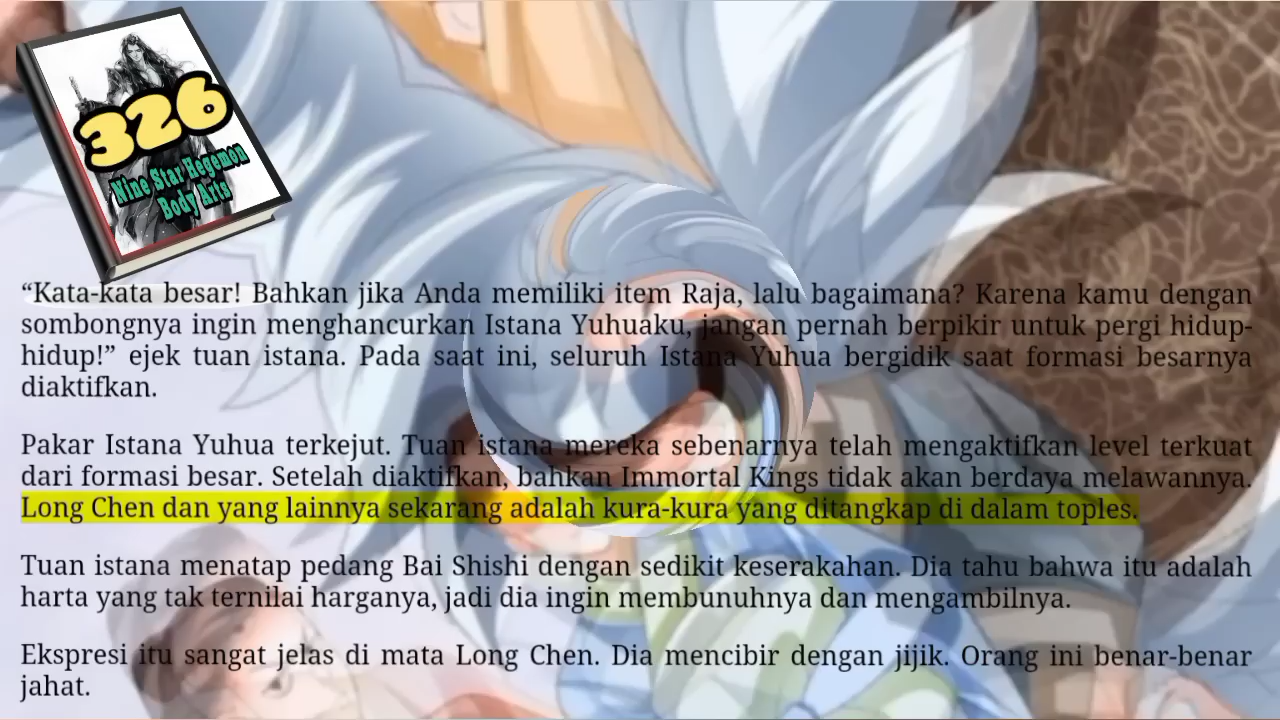 326
Nine Star Hegemon
Body Arts
“Kata-kata besar! Bahkan jika Anda memiliki item Raja, lalu bagaimana? Karena kamu dengan
sombongnya ingin menghancurkan Istana Yuhuaku, jangan pernah berpikir untuk pergi hidup-
hidup!” ejek tuan istana. Pada saat ini, seluruh Istana Yuhua bergidik saat formasi besarnya
diaktifkan.
Pakar Istana Yuhua terkejut. Tuan istana mereka sebenarnya telah mengaktifkan level terkuat
dari formasi besar. Setelah diaktifkan, bahkan Immortal Kings tidak akan berdaya melawannya.
Long Chen dan yang lainnya sekarang adalah kura-kura yang ditangkap di dalam toples.
Tuan istana menatap pedang Bai Shishi dengan sedikit keserakahan. Dia tahu bahwa itu adalah
harta yang tak ternilai harganya, jadi dia ingin membunuhnya dan mengambilnya.
Ekspresi itu sangat jelas di mata Long Chen. Dia mencibir dengan jijik. Orang ini benar-benar
jahat.